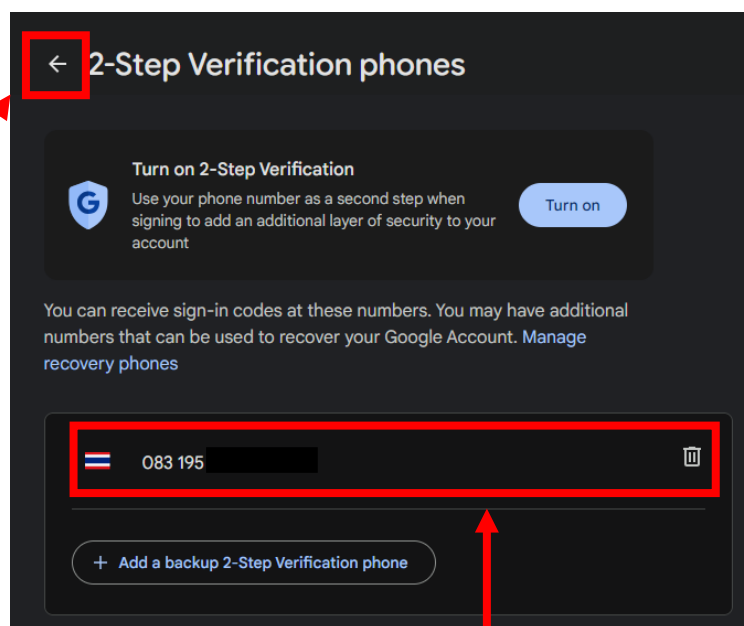 2-Step Verification phones
Turn on 2-Step Verification
Use your phone number as a second step when
signing to add an additional layer of security to your
account
Turn on
You can receive sign-in codes at these numbers. You may have additional
numbers that can be used to recover your Google Account. Manage
recovery phones
083 195
+ Add a backup 2-Step Verification phone